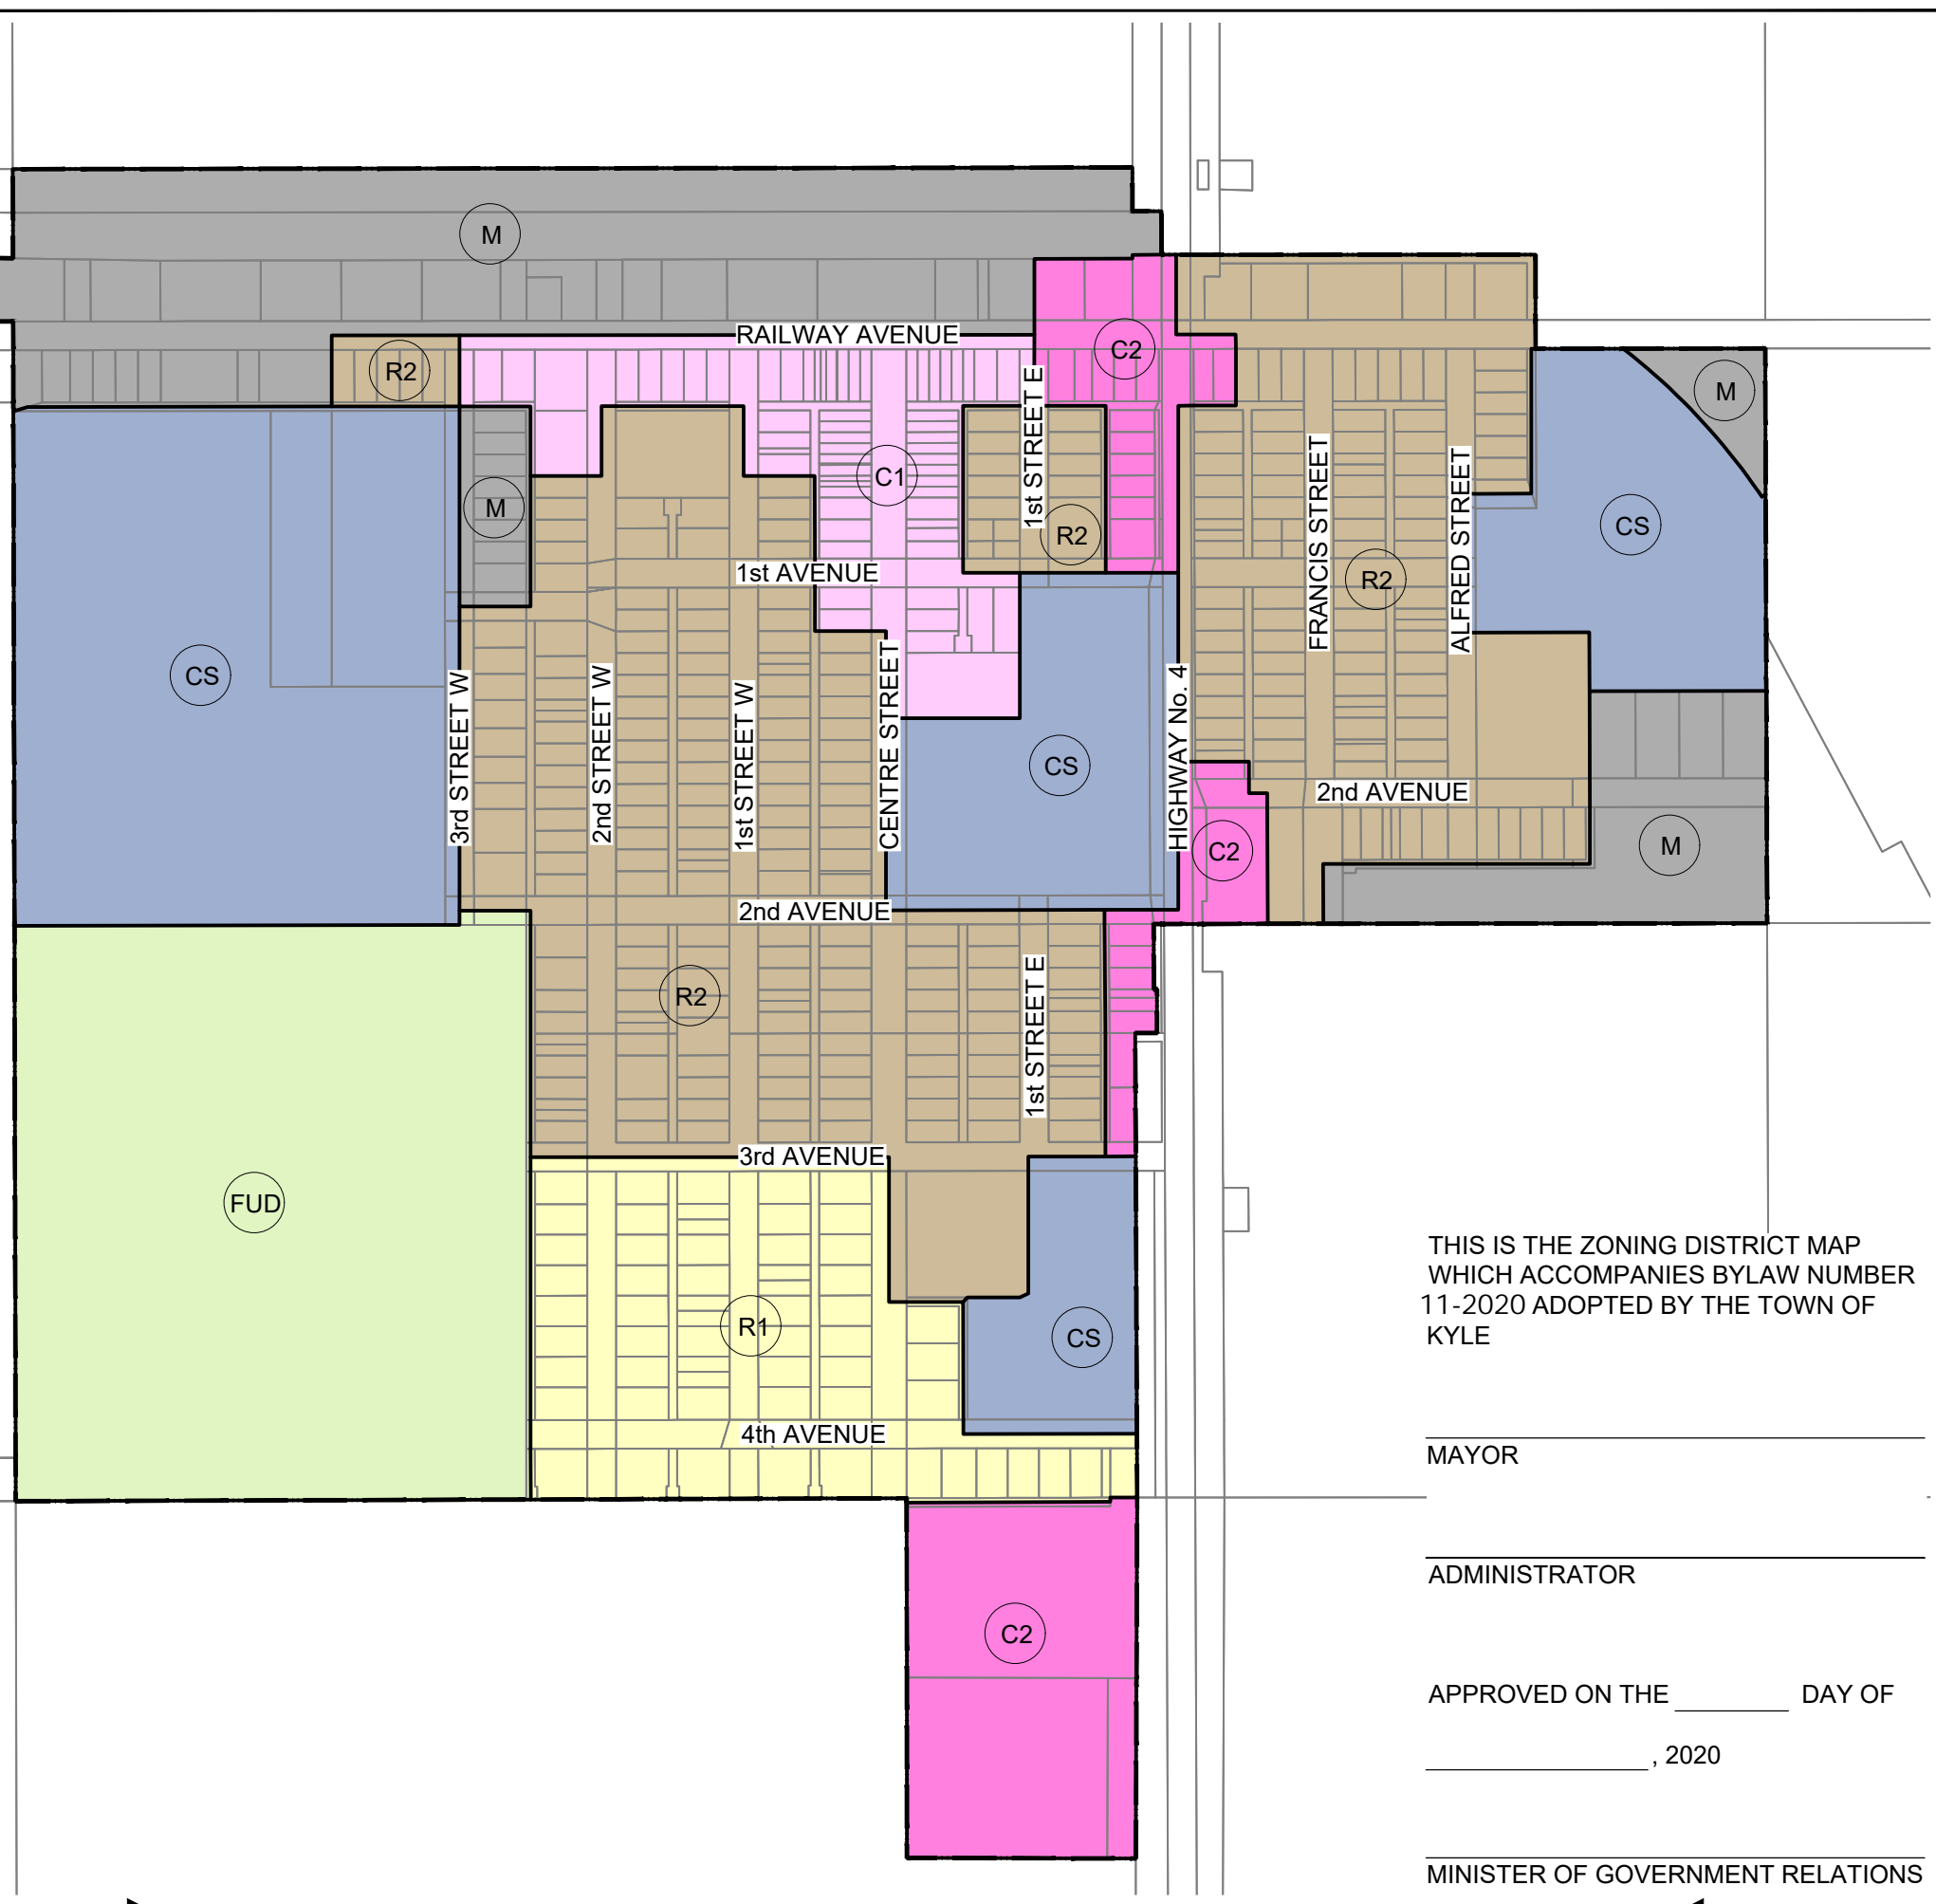 M
RAILWAY AVENUE
C2
R2
M
1st STREET E
C1
M
CS
R2
FRANCIS STREET
ALFRED STREET
1st AVENUE
R2
CS
3rd STREET W
2nd STREET W
1st STREET W
CENTRE STREET
CS
HIGHWAY No. 4
2nd AVENUE
C2
M
2nd AVENUE
R2
1st STREET E
3rd AVENUE
FUD
R1
CS
4th AVENUE
C2
THIS IS THE ZONING DISTRICT MAP
WHICH ACCOMPANIES BYLAW NUMBER
11-2020 ADOPTED BY THE TOWN OF
KYLE
MAYOR
ADMINISTRATOR
APPROVED ON THE ________ DAY OF
________________, 2020
MINISTER OF GOVERNMENT RELATIONS